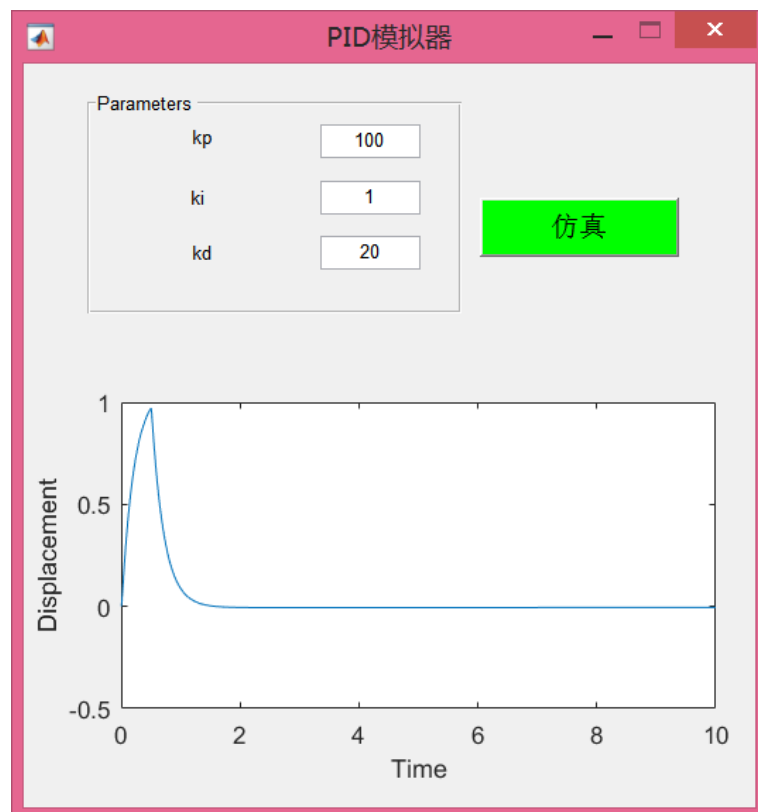 PID模拟器
Parameters
kp 100
ki 1
kd 20
仿真
1
0.5
0
-0.5
Displacement
0 2 4 6 8 10
Time